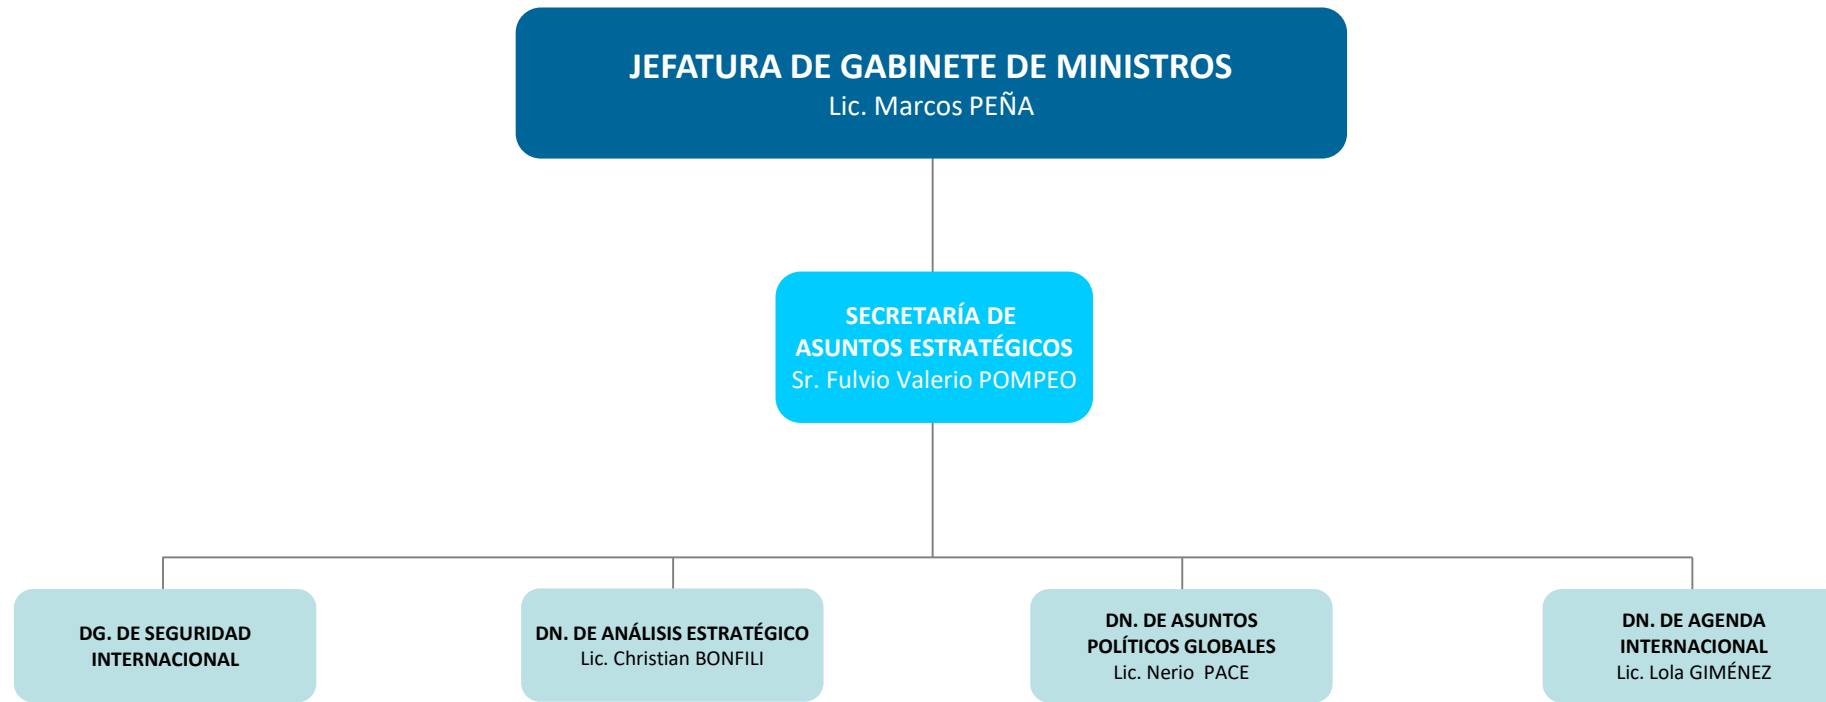 JEFATURA DE GABINETE DE MINISTROS
Lic. Marcos PEÑA
SECRETARÍA DE
ASUNTOS ESTRATÉGICOS
Sr. Fulvio Valerio POMPEO
DG. DE SEGURIDAD
INTERNACIONAL
DN. DE ANÁLISIS ESTRATÉGICO
Lic. Christian BONFILI
DN. DE ASUNTOS
POLÍTICOS GLOBALES
Lic. Nerio PACE
DN. DE AGENDA
INTERNACIONAL
Lic. Lola GIMÉNEZ